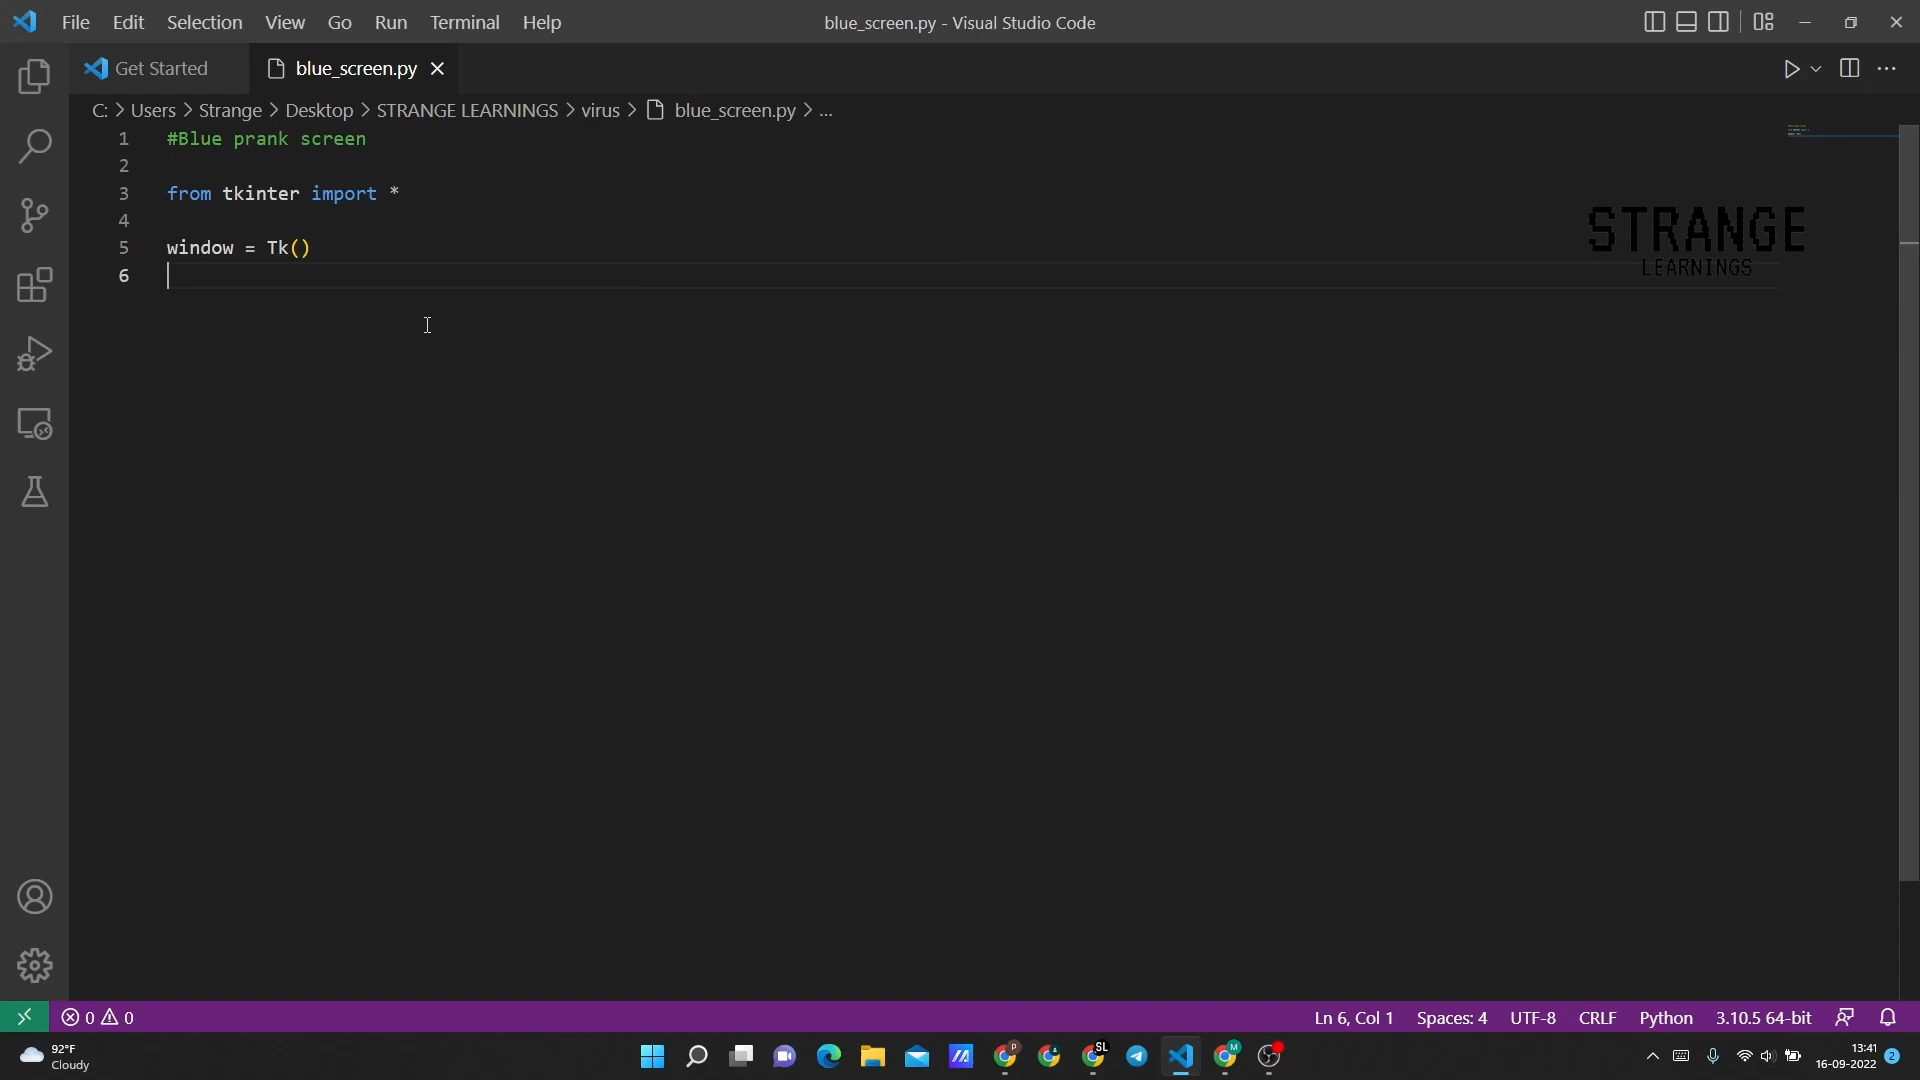 File Edit Selection View Go Run Terminal Help blue_screen.py - Visual Studio Code
Get Started blue_screen.py
C: > Users > Strange > Desktop > STRANGE LEARNINGS > virus > blue_screen.py > ...
1 #Blue prank screen
2
3 from tkinter import *
4
5 window = Tk()
6
STRANGE
LEARNINGS
0 0 Ln 6, Col 1 Spaces: 4 UTF-8 CRLF Python 3.10.5 64-bit
92°F
Cloudy
P
SL
M
13:41
16-09-2022
2